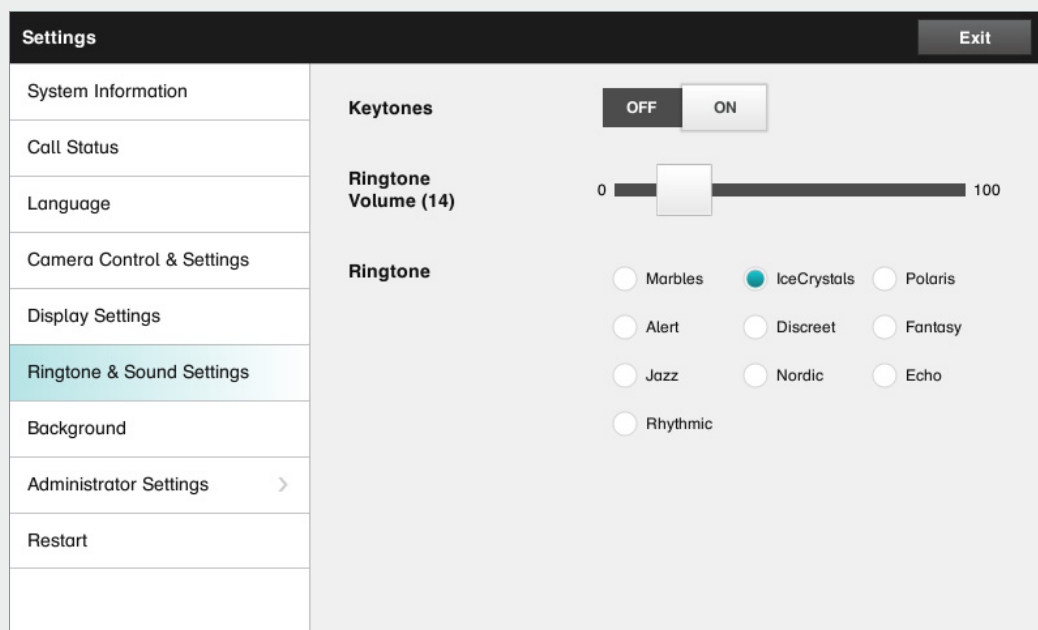 Settings
Exit
System Information
Call Status
Language
Camera Control & Settings
Display Settings
Ringtone & Sound Settings
Background
Administrator Settings
Restart
Keytones
OFF ON
Ringtone
Volume (14)
0 100
Ringtone
Marbles IceCrystals Polaris
Alert Discreet Fantasy
Jazz Nordic Echo
Rhythmic